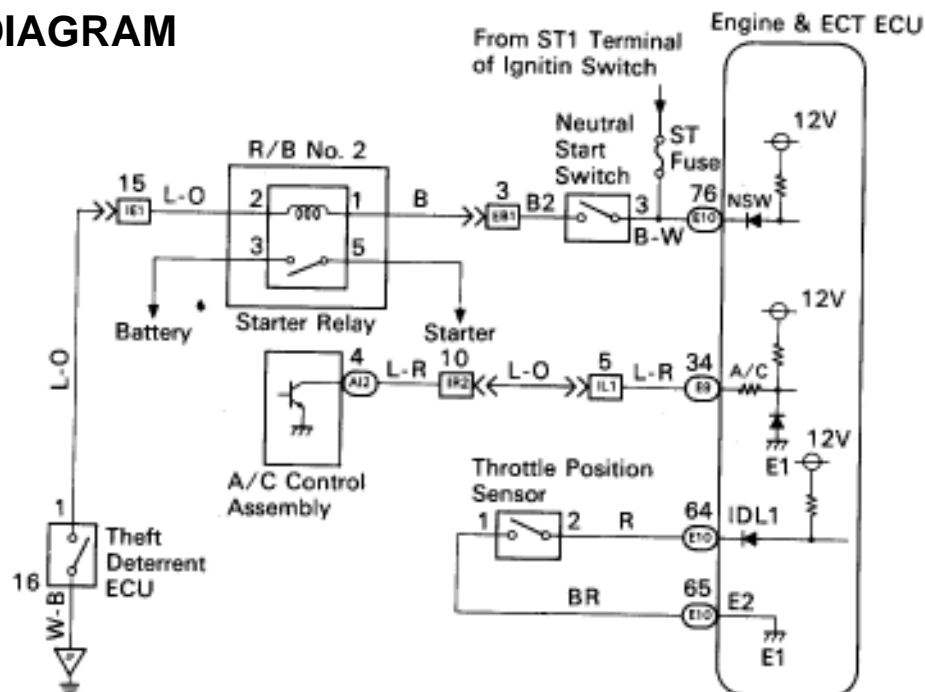 DIAGRAM
Engine & ECT ECU
From ST1 Terminal
of Ignitin Switch
12V
Neutral
Start
Switch
ST
Fuse
R/B No. 2
15
IE1
L-O
2
1
B
3
EB1
B2
3
B-W
76
E10
NSW
3
5
Battery
Starter Relay
Starter
12V
4
AI2
L-R
10
IR2
L-O
5
IL1
L-R
34
E9
A/C
E1
L-O
A/C Control
Assembly
12V
Throttle Position
Sensor
1
2
R
64
E10
IDL1
1
Theft
Deterrent
ECU
16
W-B
BR
65
E10
E2
E1